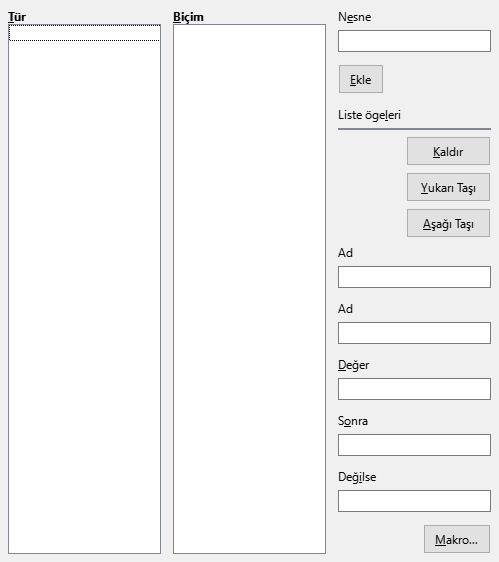 Tür
Biçim
Nesne
Ekle
Liste ögeleri
Kaldır
Yukarı Taşı
Aşağı Taşı
Ad
Ad
Değer
Sonra
Değilse
Makro...